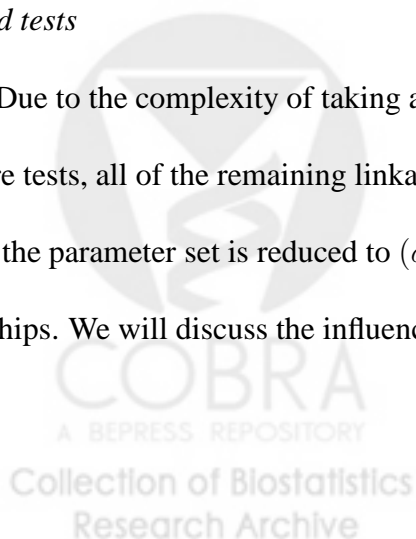 d tests
Due to the complexity of taking a
re tests, all of the remaining linka
the parameter set is reduced to (
hips. We will discuss the influenc
COBRA
A BEPRESS REPOSITORY
Collection of Biostatistics
Research Archive